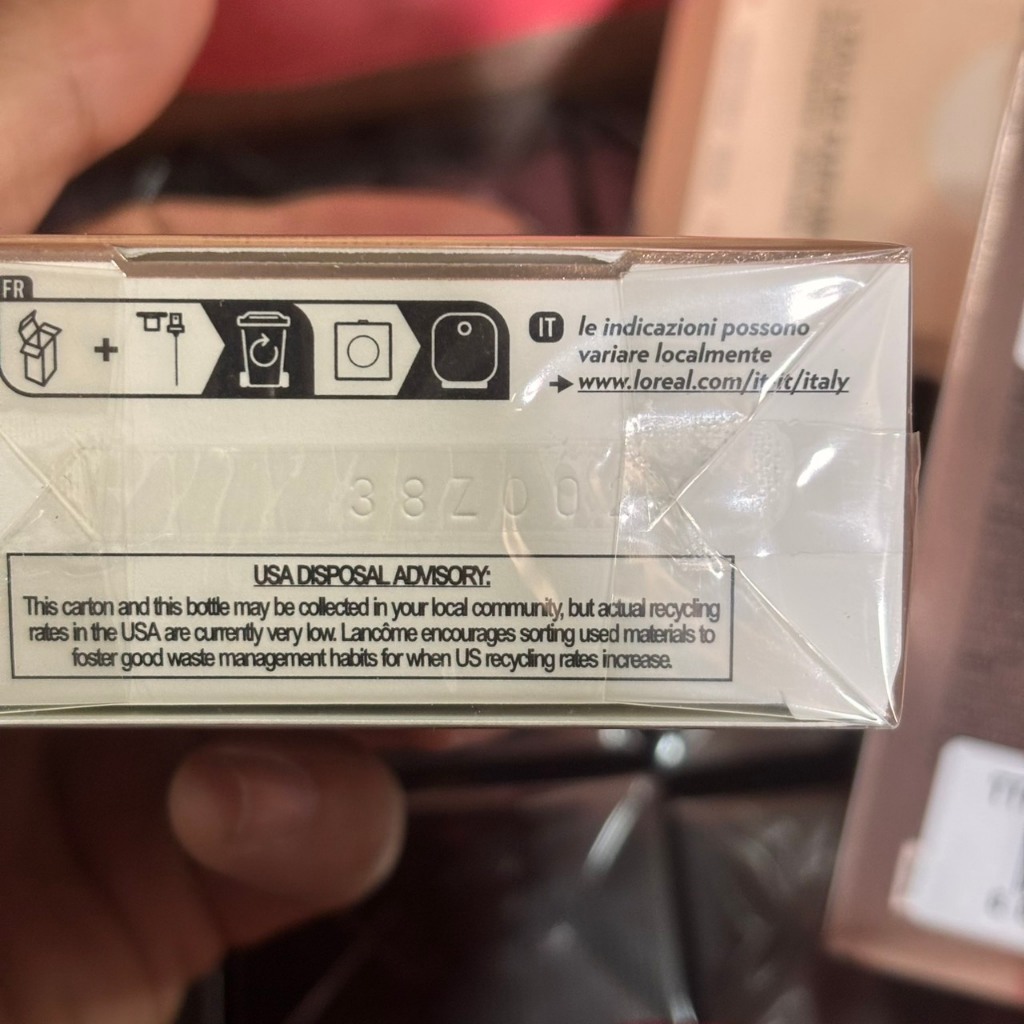 FR
IT le indicazioni possono
variare localmente
www.loreal.com/it-it/italy
USA DISPOSAL ADVISORY:
This carton and this bottle may be collected in your local community, but actual recycling
rates in the USA are currently very low. Lancôme encourages sorting used materials to
foster good waste management habits for when US recycling rates increase.